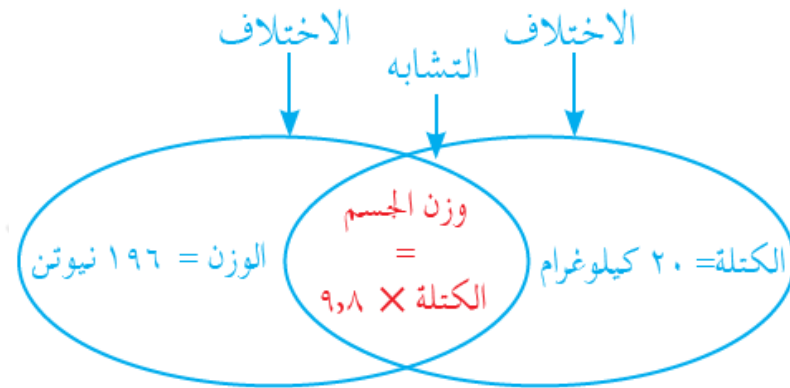 الاختلاف
التشابه
الاختلاف
الكتلة= ٢٠ كيلوغرام
وزن الجسم
=
الكتلة × ٩,٨
الوزن = ١٩٦ نيوتن